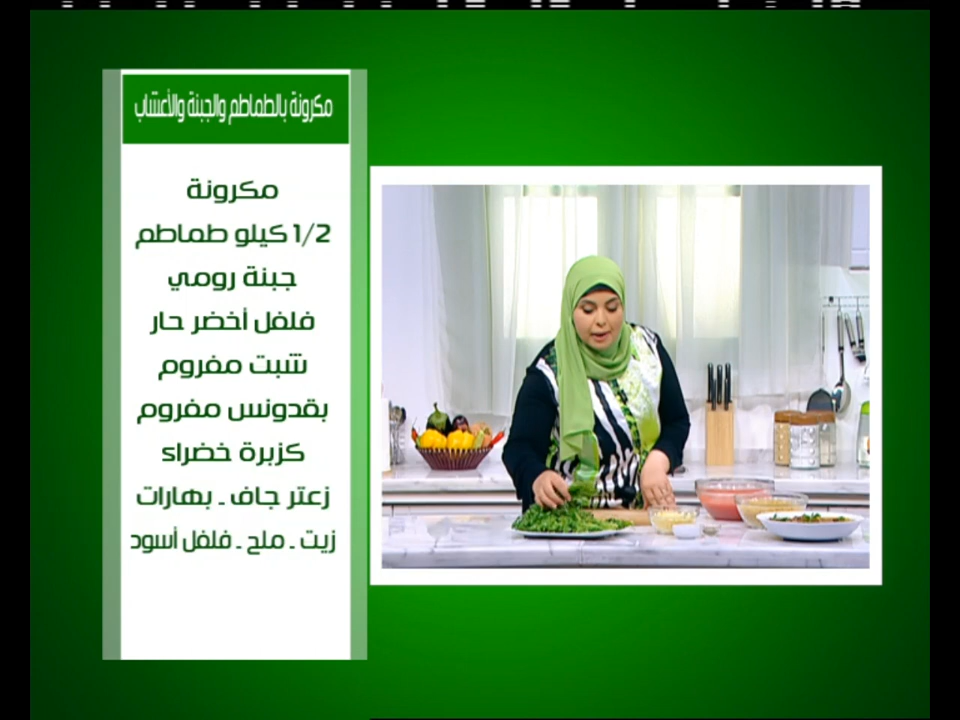 مكرونة بالطماطم والجبنة والأعشاب
مكرونة
1/2 كيلو طماطم
جبنة رومي
فلفل أخضر حار
شبت مفروم
بقدونس مفروم
كزبرة خضراء
زعتر جاف - بهارات
زيت - ملح - فلفل أسود